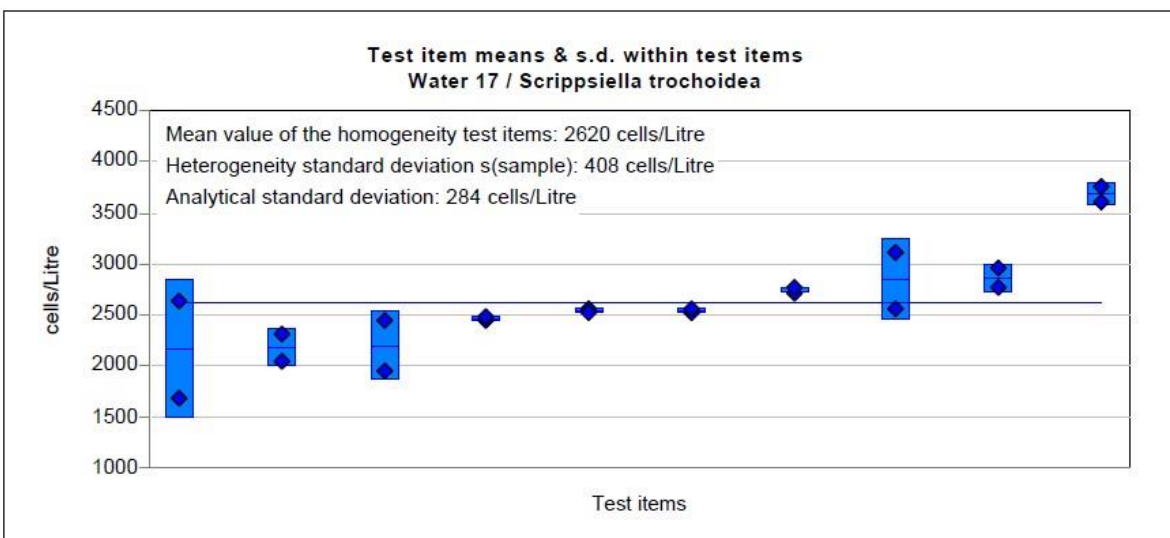 Test item means & s.d. within test items
Water 17 / Scrippsiella trochoidea
4500
Mean value of the homogeneity test items: 2620 cells/Litre
4000
Heterogeneity standard deviation s(sample): 408 cells/Litre
Analytical standard deviation: 284 cells/Litre
3500
3000
2500
2000
1500
1000
cells/Litre
Test items